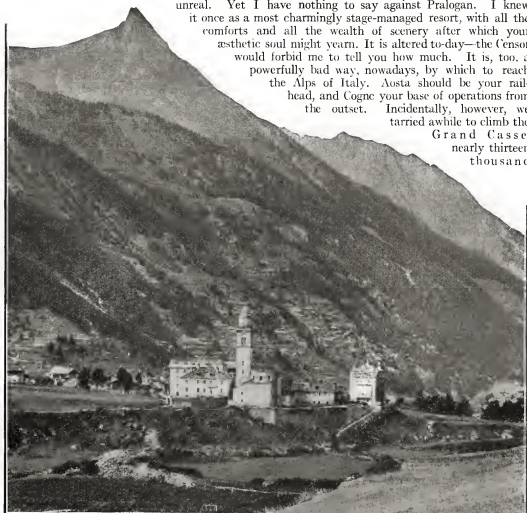 unreal. Yet I have nothing to say against Pralogan. I knew
it once as a most charmingly stage-managed resort, with all the
comforts and all the wealth of scenery after which your
æsthetic soul might yearn. It is altered to-day—the Censor
would forbid me to tell you how much. It is, too, a
powerfully bad way, nowadays, by which to reach
the Alps of Italy. Aosta should be your rail-
head, and Cogne your base of operations from
the outset. Incidentally, however, we
tarried awhile to climb the
Grand Casse,
nearly thirteen
thousand